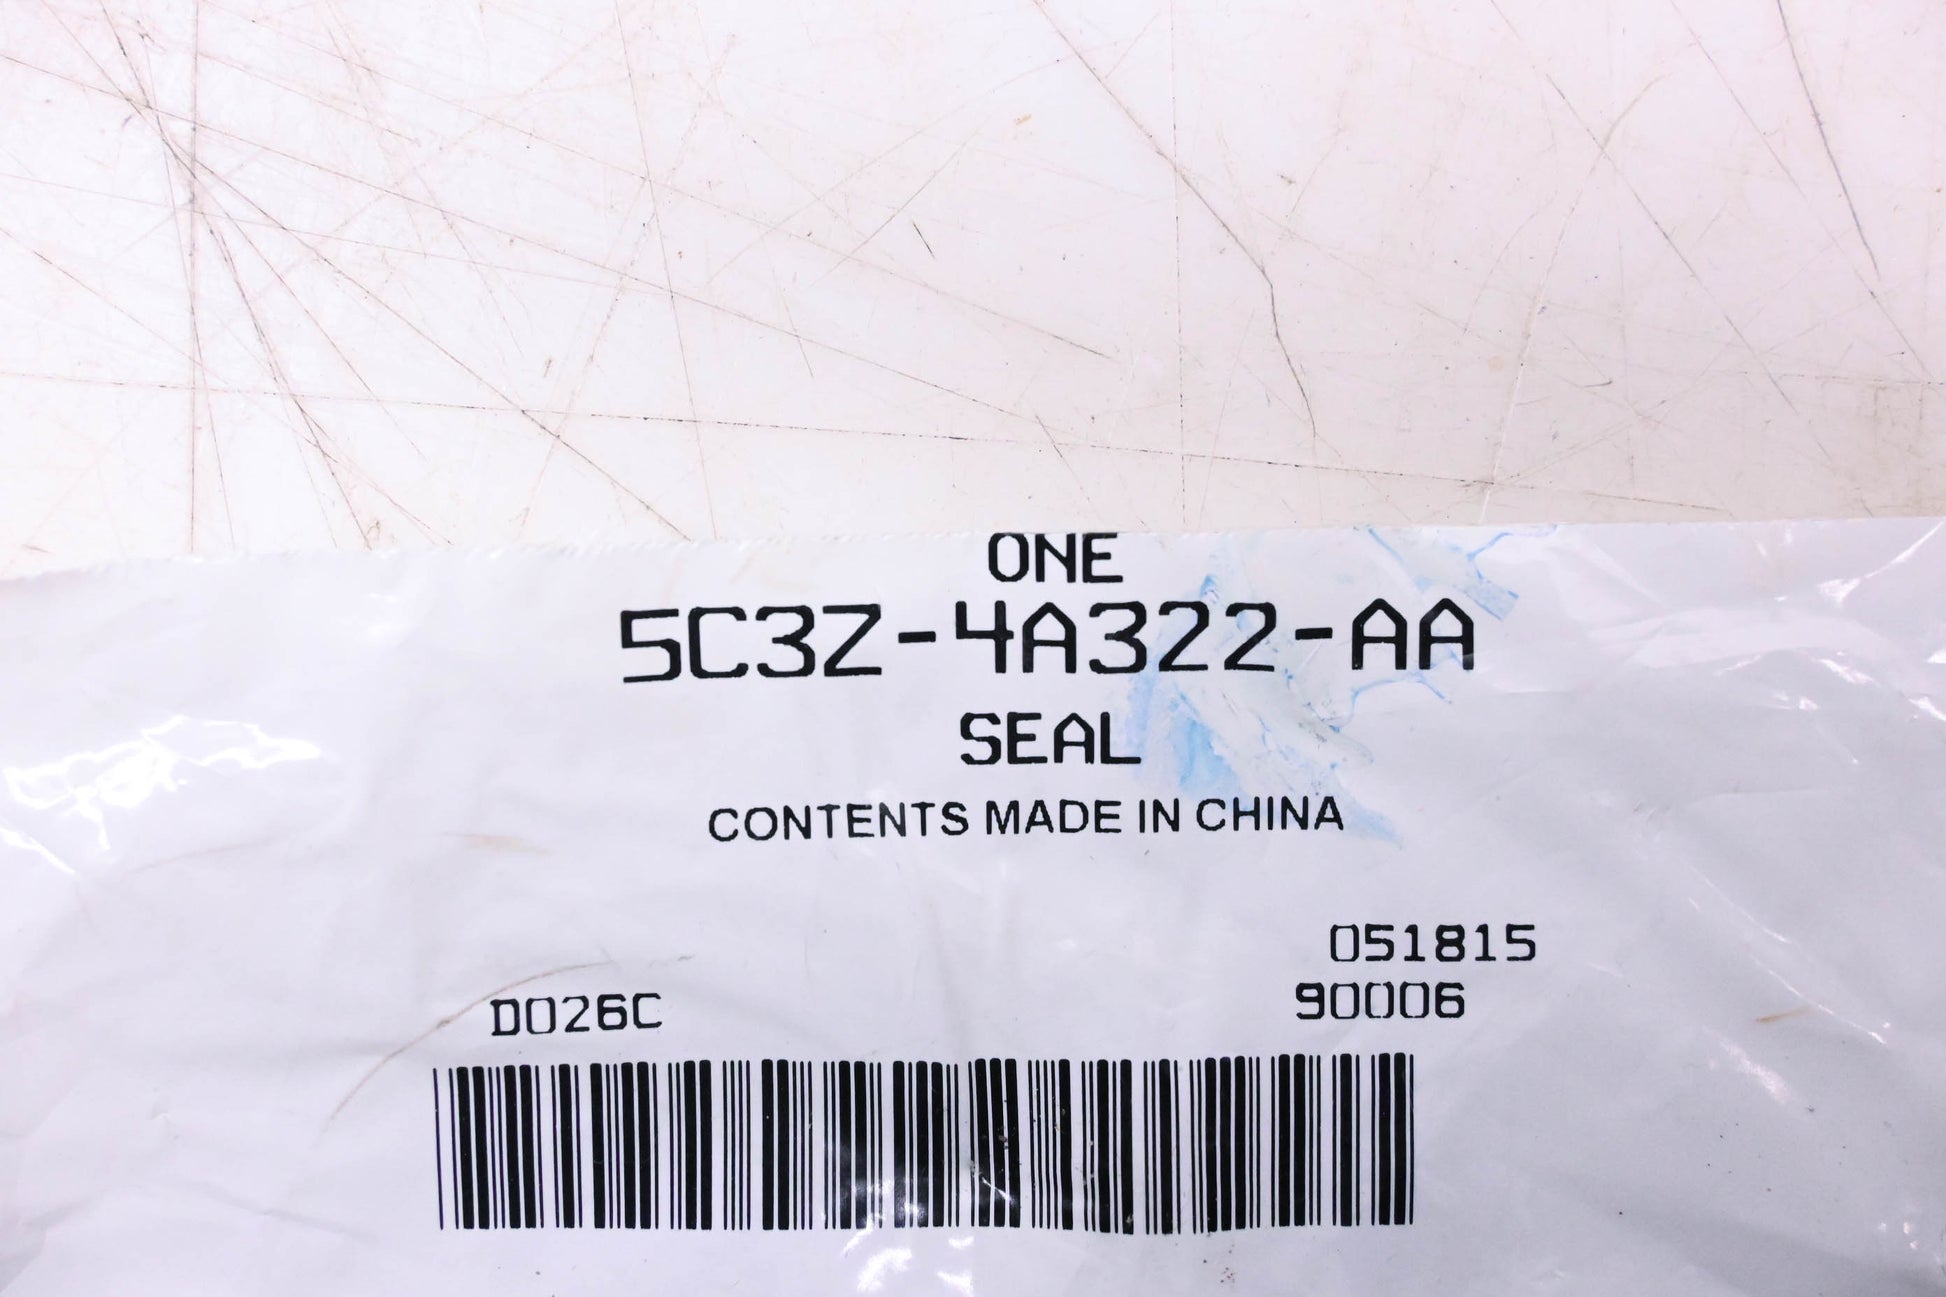 ONE
5C3Z-4A322-AA
SEAL
CONTENTS MADE IN CHINA
051815
D026C 90006